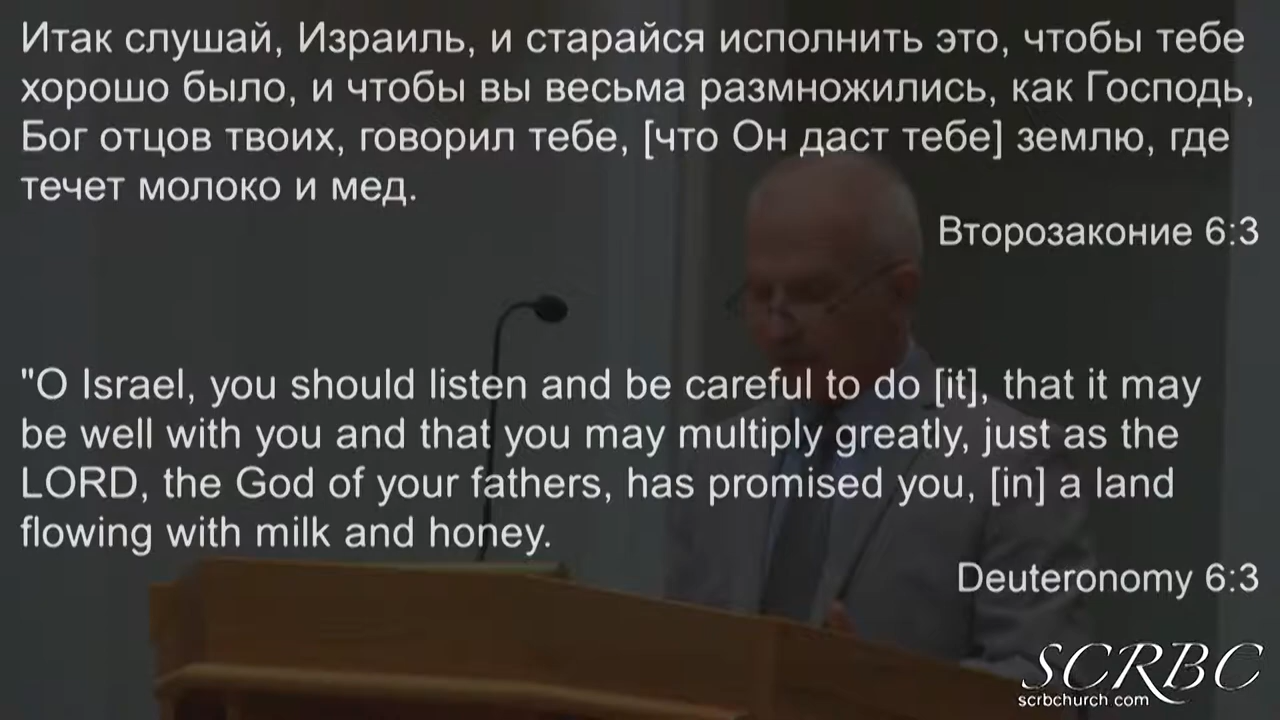 Итак слушай, Израиль, и старайся исполнить это, чтобы тебе
хорошо было, и чтобы вы весьма размножились, как Господь,
Бог отцов твоих, говорил тебе, [что Он даст тебе] землю, где
течет молоко и мед.
Второзаконие 6:3
"O Israel, you should listen and be careful to do [it], that it may
be well with you and that you may multiply greatly, just as the
LORD, the God of your fathers, has promised you, [in] a land
flowing with milk and honey.
Deuteronomy 6:3
SCRBC
scrbchurch com